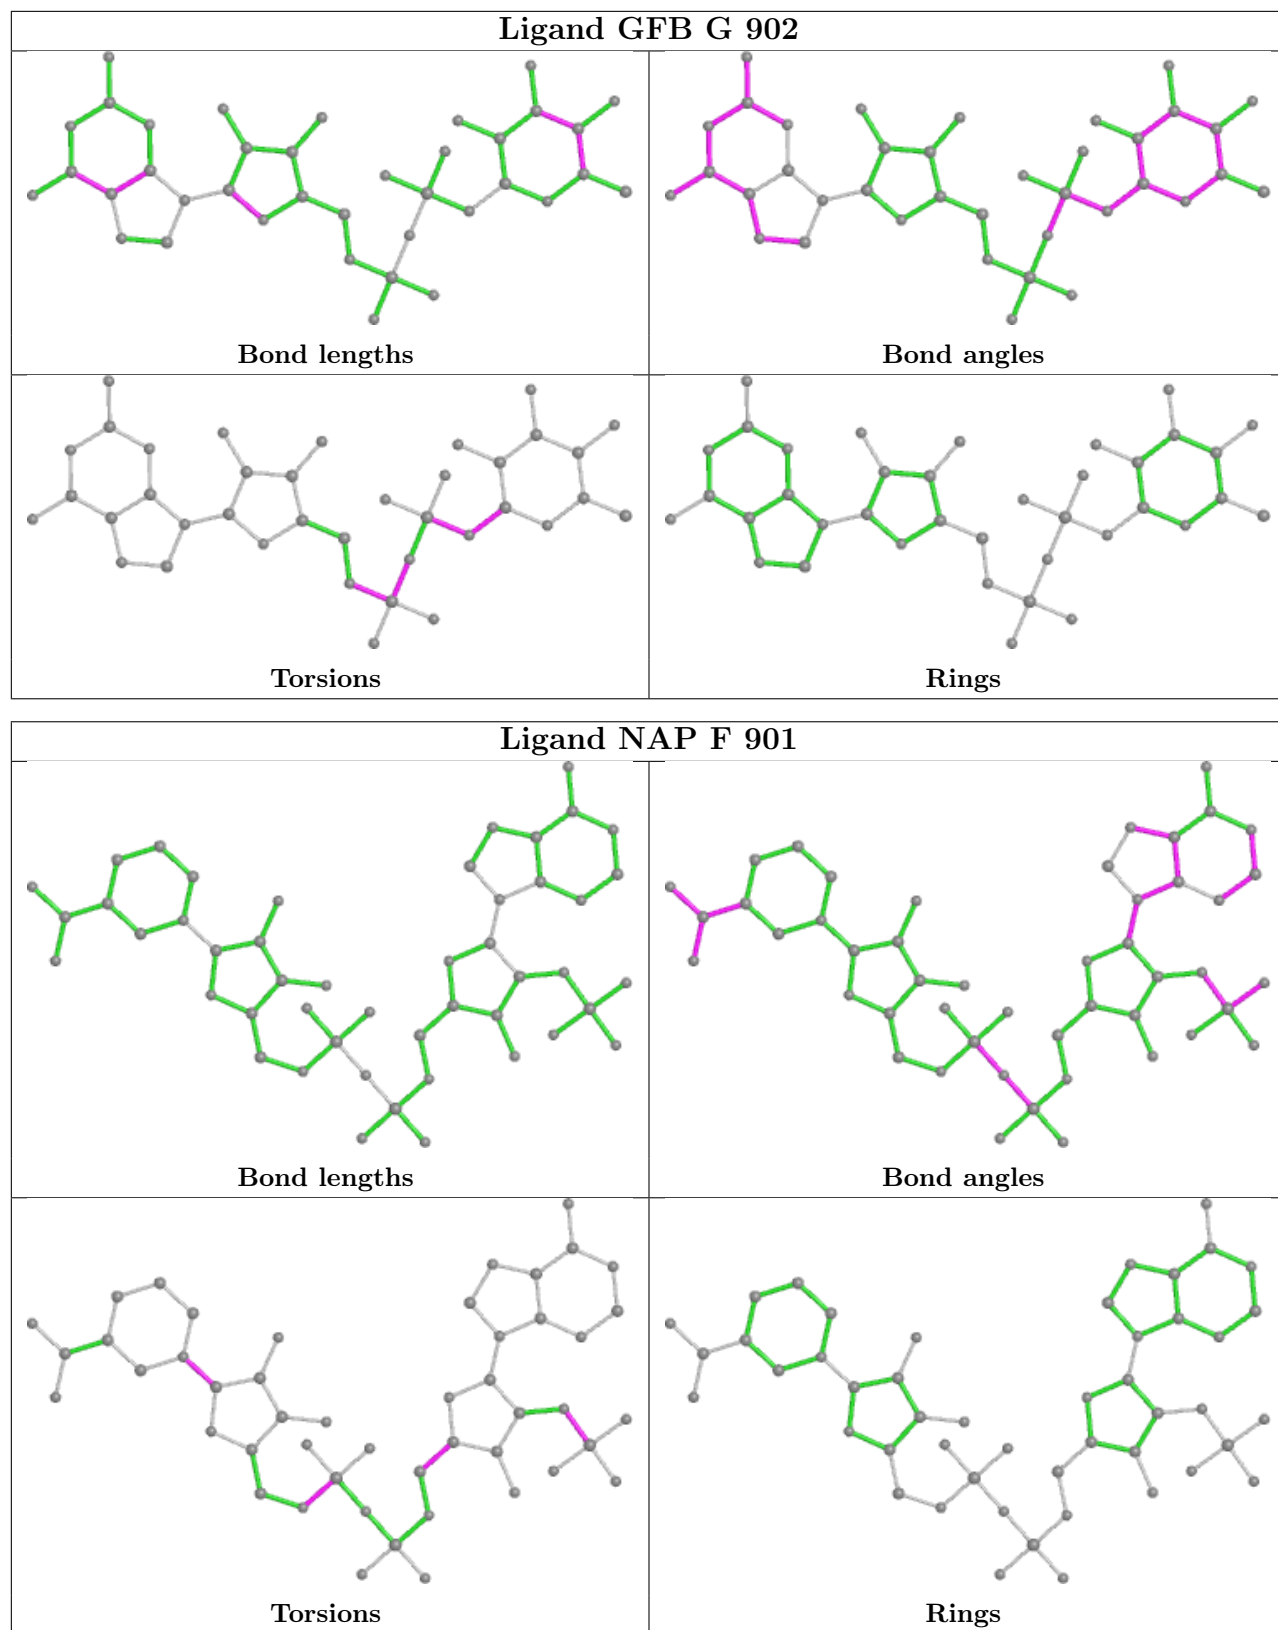 Ligand GFB G 902
Bond lengths
Bond angles
Torsions
Rings
Ligand NAP F 901
Bond lengths
Bond angles
Torsions
Rings